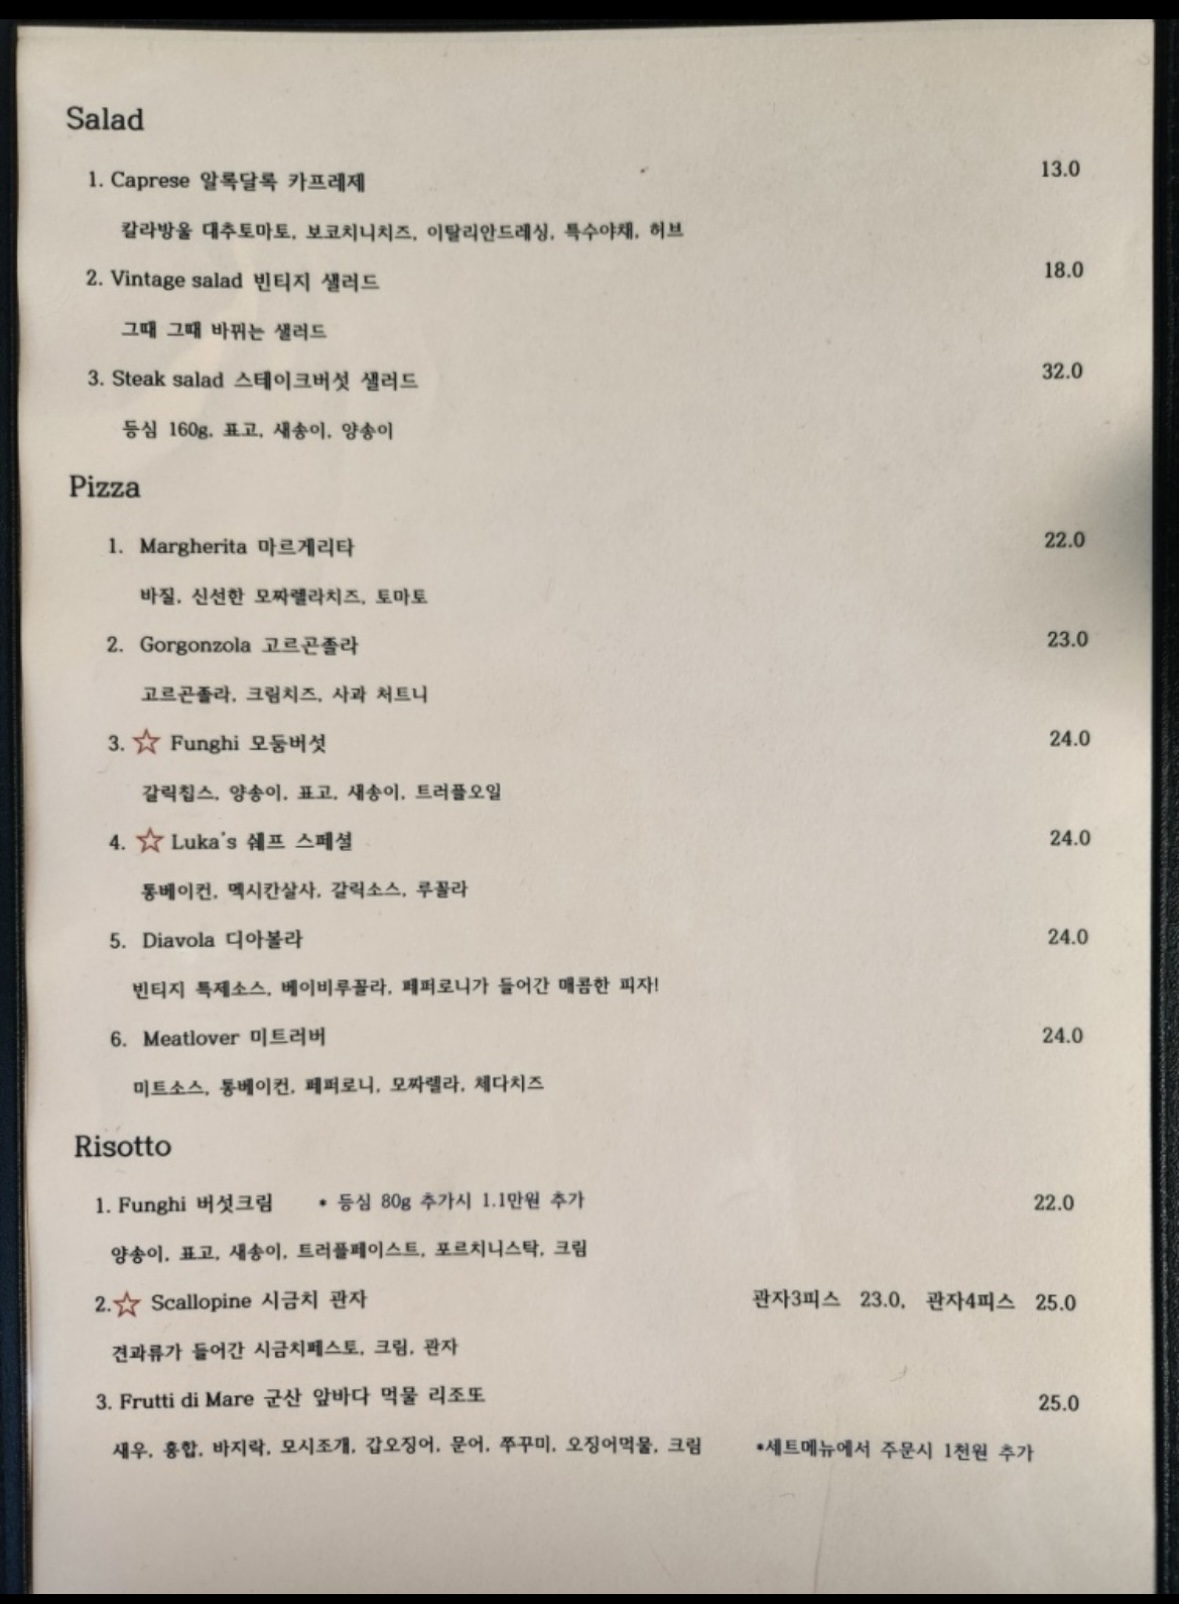 Salad
1. Caprese 알록달록 카프레제 13.0
칼라방울 대추토마토, 보코치니치즈, 이탈리안드레싱, 특수야채, 허브
2. Vintage salad 빈티지 샐러드 18.0
그때 그때 바뀌는 샐러드
3. Steak salad 스테이크버섯 샐러드 32.0
등심 160g, 표고, 새송이, 양송이
Pizza
1. Margherita 마르게리타 22.0
바질, 신선한 모짜렐라치즈, 토마토
2. Gorgonzola 고르곤졸라 23.0
고르곤졸라, 크림치즈, 사과 처트니
3. ☆ Funghi 모둠버섯 24.0
갈릭칩스, 양송이, 표고, 새송이, 트러플오일
4. ☆ Luka's 쉐프 스페셜 24.0
통베이컨, 멕시칸살사, 갈릭소스, 루꼴라
5. Diavola 디아볼라 24.0
빈티지 특제소스, 베이비루꼴라, 페퍼로니가 들어간 매콤한 피자!
6. Meatlover 미트러버 24.0
미트소스, 통베이컨, 페퍼로니, 모짜렐라, 체다치즈
Risotto
1. Funghi 버섯크림 * 등심 80g 추가시 1.1만원 추가 22.0
양송이, 표고, 새송이, 트러플페이스트, 포르치니스탁, 크림
2. ☆ Scallopine 시금치 관자 관자3피스 23.0, 관자4피스 25.0
견과류가 들어간 시금치페스토, 크림, 관자
3. Frutti di Mare 군산 앞바다 먹물 리조또 25.0
새우, 홍합, 바지락, 모시조개, 갑오징어, 문어, 쭈꾸미, 오징어먹물, 크림 *세트메뉴에서 주문시 1천원 추가